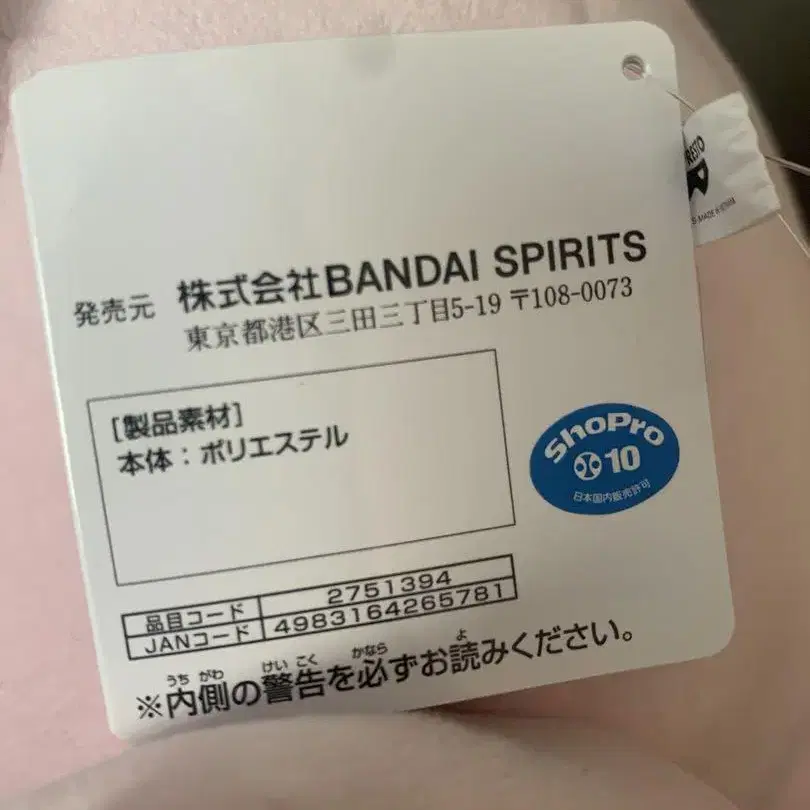 発売元 株式会社BANDAI SPIRITS
東京都港区三田三丁目5-19 〒108-0073
[製品素材]
本体:ポリエステル
ShoPro
10
日本国内販売許可
品目コード 2751394
JANコード 4983164265781
※内側の警告を必ずお読みください。
うち がわ けい こく かなら よ